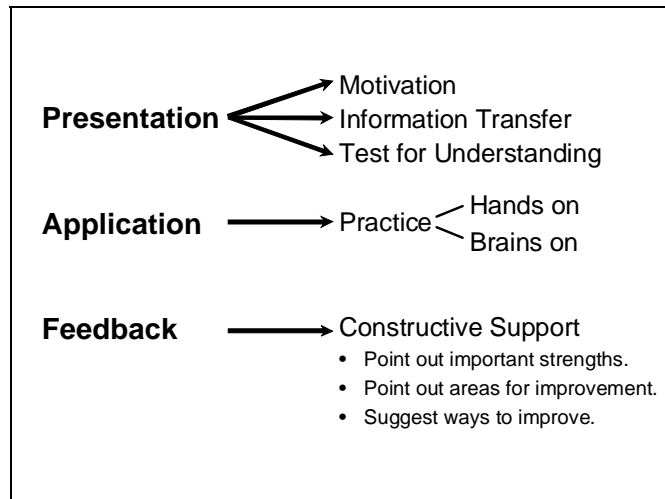 Presentation
Motivation
Information Transfer
Test for Understanding
Application
Practice
Hands on
Brains on
Feedback
Constructive Support
• Point out important strengths.
• Point out areas for improvement.
• Suggest ways to improve.